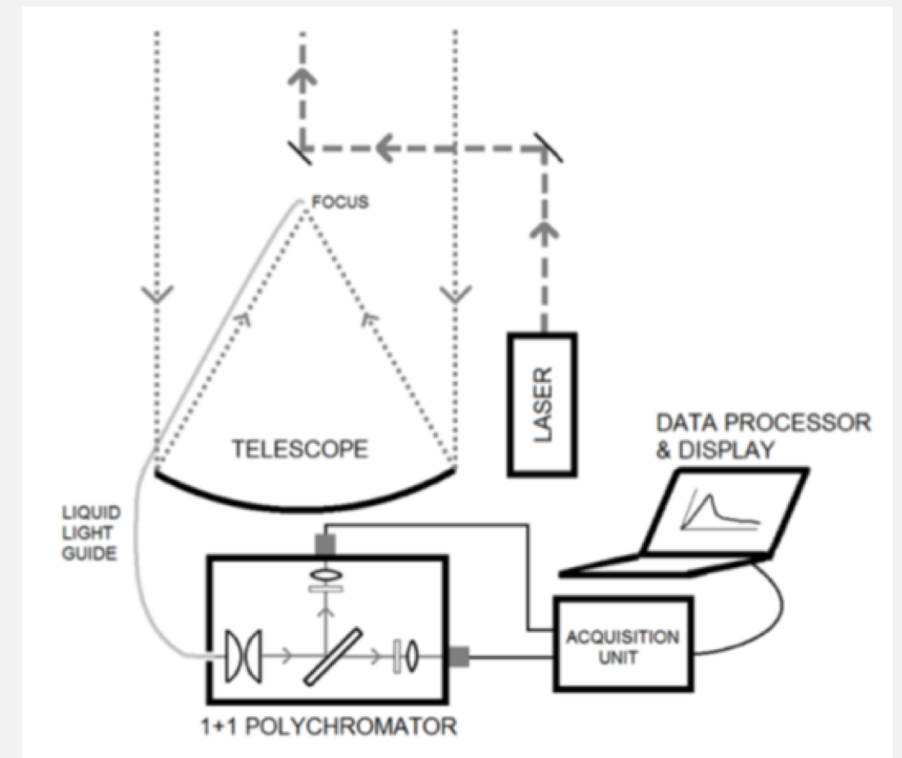 FOCUS
LASER
TELESCOPE
DATA PROCESSOR
& DISPLAY
LIQUID
LIGHT
GUIDE
ACQUISITION
UNIT
1+1 POLYCHROMATOR